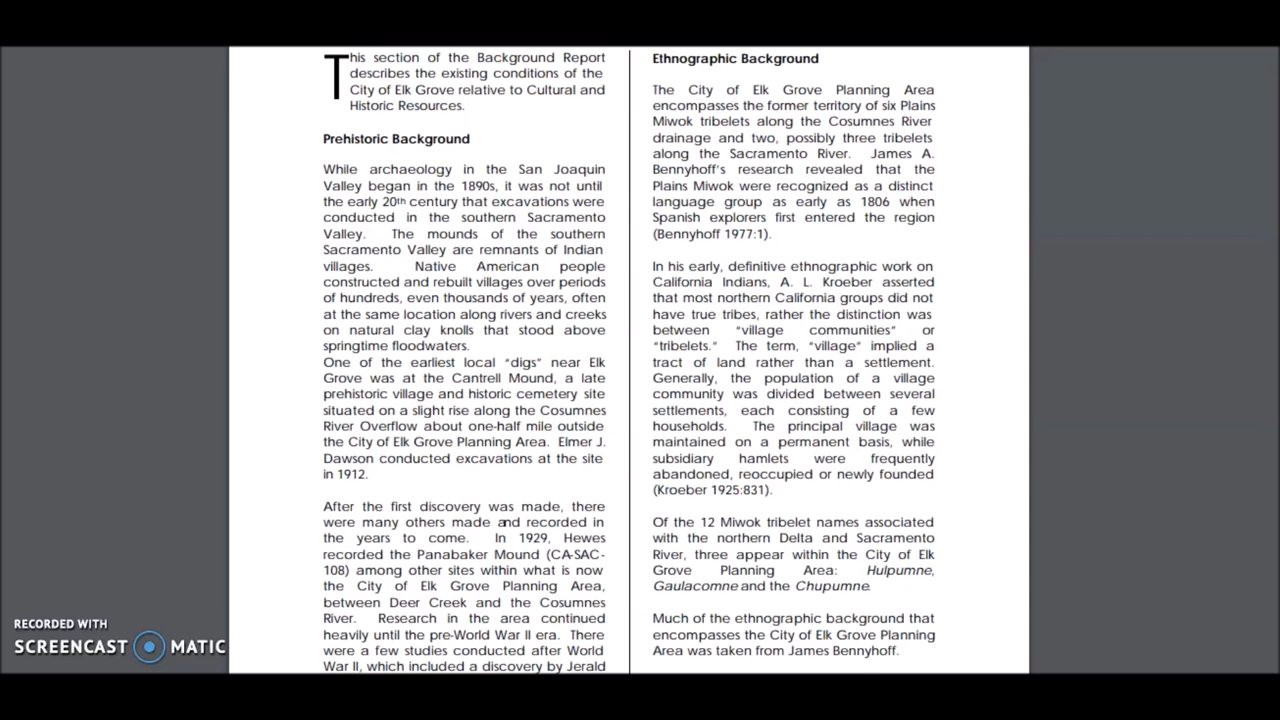 This section of the Background Report
describes the existing conditions of the
City of Elk Grove relative to Cultural and
Historic Resources.
Prehistoric Background
While archaeology in the San Joaquin
Valley began in the 1890s, it was not until
the early 20th century that excavations were
conducted in the southern Sacramento
Valley. The mounds of the southern
Sacramento Valley are remnants of Indian
villages. Native American people
constructed and rebuilt villages over periods
of hundreds, even thousands of years, often
at the same location along rivers and creeks
on natural clay knolls that stood above
springtime floodwaters.
One of the earliest local "digs" near Elk
Grove was at the Cantrell Mound, a late
prehistoric village and historic cemetery site
situated on a slight rise along the Cosumnes
River Overflow about one-half mile outside
the City of Elk Grove Planning Area. Elmer J.
Dawson conducted excavations at the site
in 1912.
After the first discovery was made, there
were many others made and recorded in
the years to come. In 1929, Hewes
recorded the Panabaker Mound (CA-SAC-
108) among other sites within what is now
the City of Elk Grove Planning Area,
between Deer Creek and the Cosumnes
River. Research in the area continued
heavily until the pre-World War II era. There
were a few studies conducted after World
War II, which included a discovery by Jerald
Ethnographic Background
The City of Elk Grove Planning Area
encompasses the former territory of six Plains
Miwok tribelets along the Cosumnes River
drainage and two, possibly three tribelets
along the Sacramento River. James A.
Bennyhoff's research revealed that the
Plains Miwok were recognized as a distinct
language group as early as 1806 when
Spanish explorers first entered the region
(Bennyhoff 1977:1).
In his early, definitive ethnographic work on
California Indians, A. L. Kroeber asserted
that most northern California groups did not
have true tribes, rather the distinction was
between "village communities" or
"tribelets." The term, "village" implied a
tract of land rather than a settlement.
Generally, the population of a village
community was divided between several
settlements, each consisting of a few
households. The principal village was
maintained on a permanent basis, while
subsidiary hamlets were frequently
abandoned, reoccupied or newly founded
(Kroeber 1925:831).
Of the 12 Miwok tribelet names associated
with the northern Delta and Sacramento
River, three appear within the City of Elk
Grove Planning Area: Hulpumne,
Gaulacomne and the Chupumne.
Much of the ethnographic background that
encompasses the City of Elk Grove Planning
Area was taken from James Bennyhoff.
RECORDED WITH
SCREENCAST MATIC